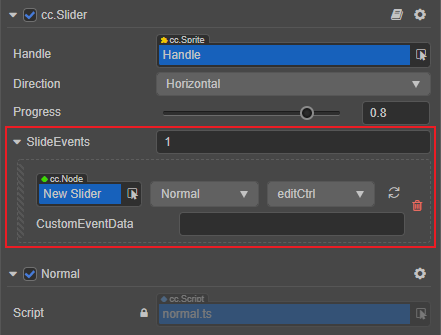 cc.Slider
cc.Sprite
Handle Handle
Direction Horizontal
Progress 0.8
SlideEvents 1
cc.Node
New Slider Normal editCtrl
CustomEventData
Normal
cc.Script
Script normal.ts